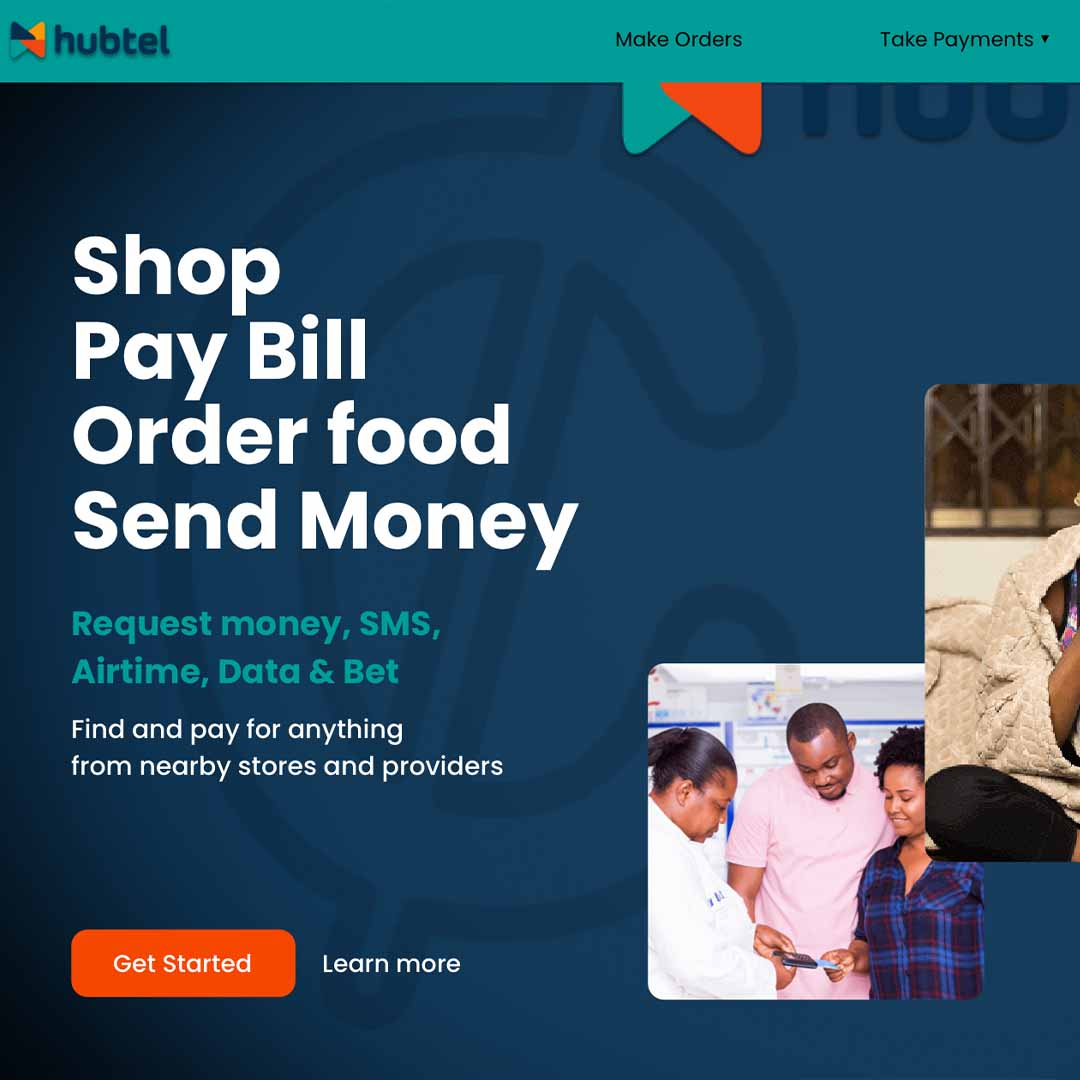 hubtel
Make Orders
Take Payments ▾
Shop
Pay Bill
Order food
Send Money
Request money, SMS,
Airtime, Data & Bet
Find and pay for anything
from nearby stores and providers
Get Started
Learn more